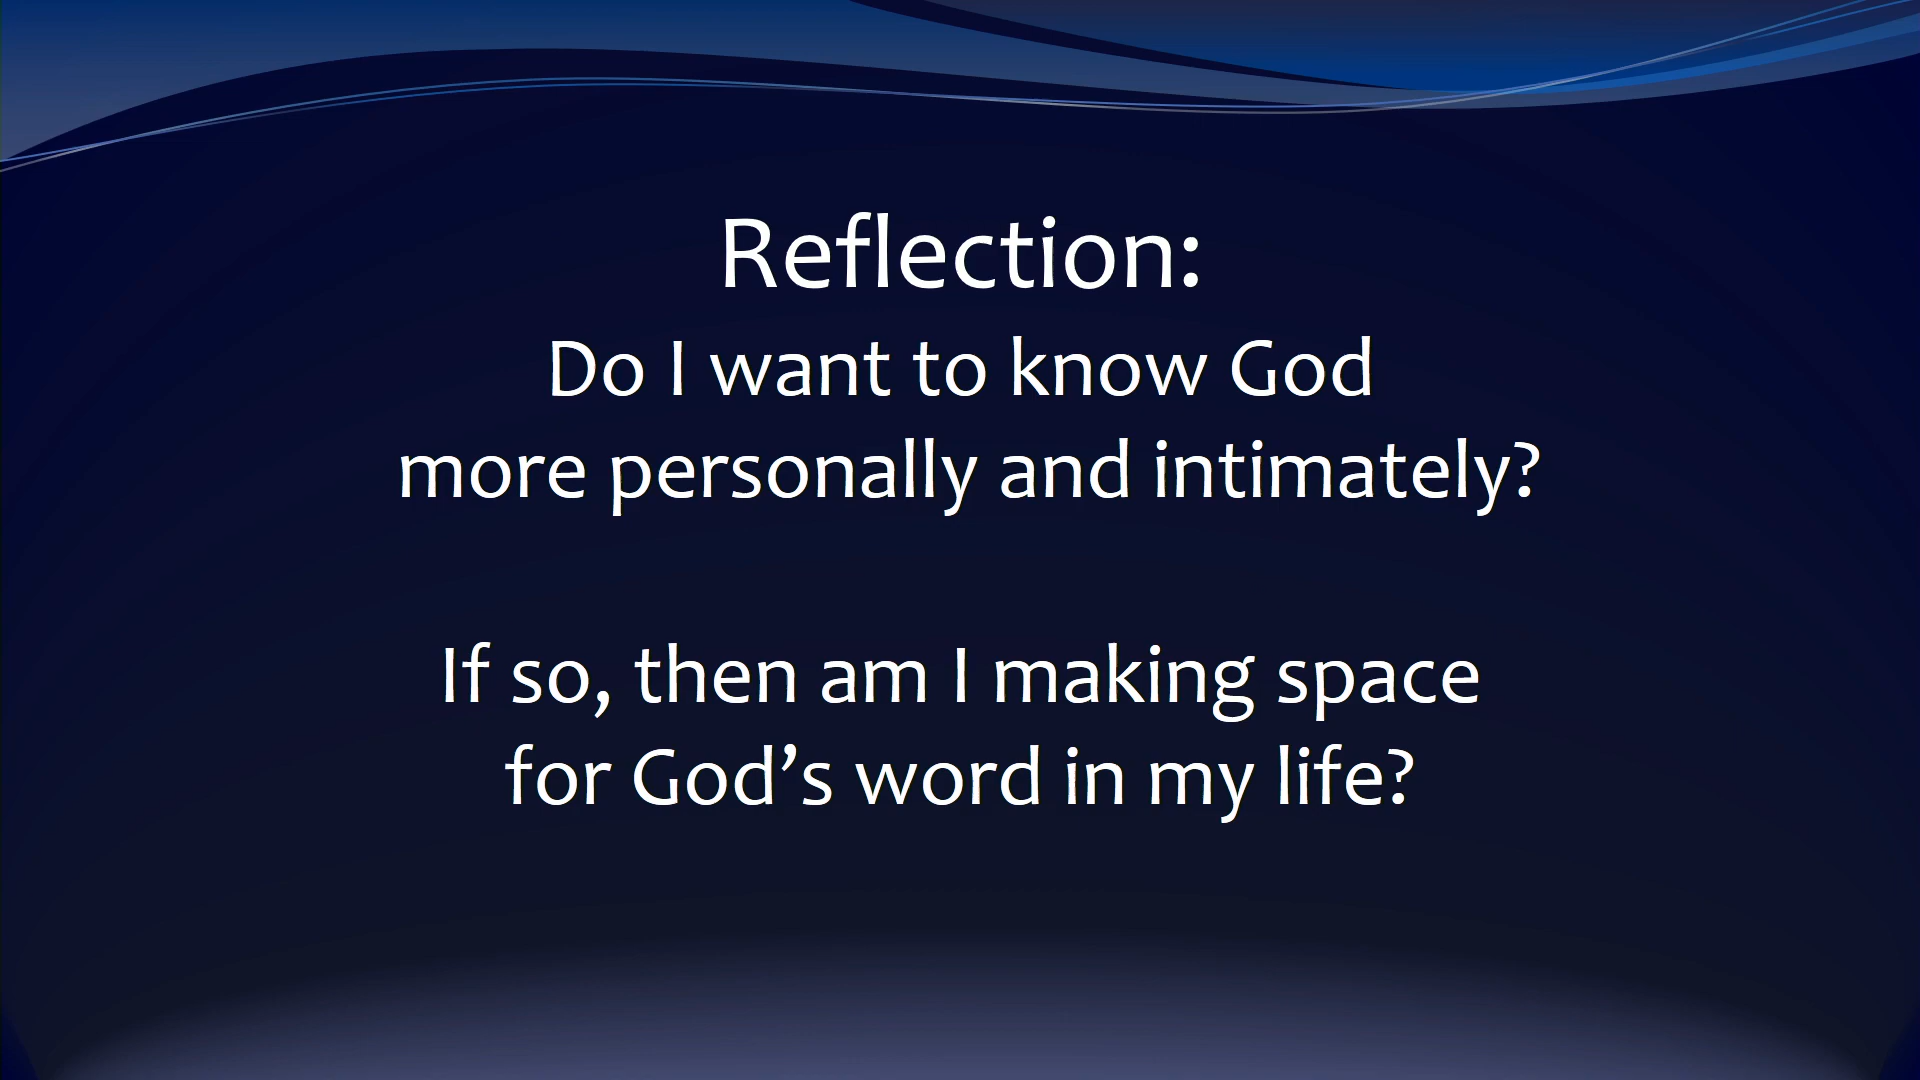 Reflection:
Do I want to know God
more personally and intimately?
If so, then am I making space
for God’s word in my life?